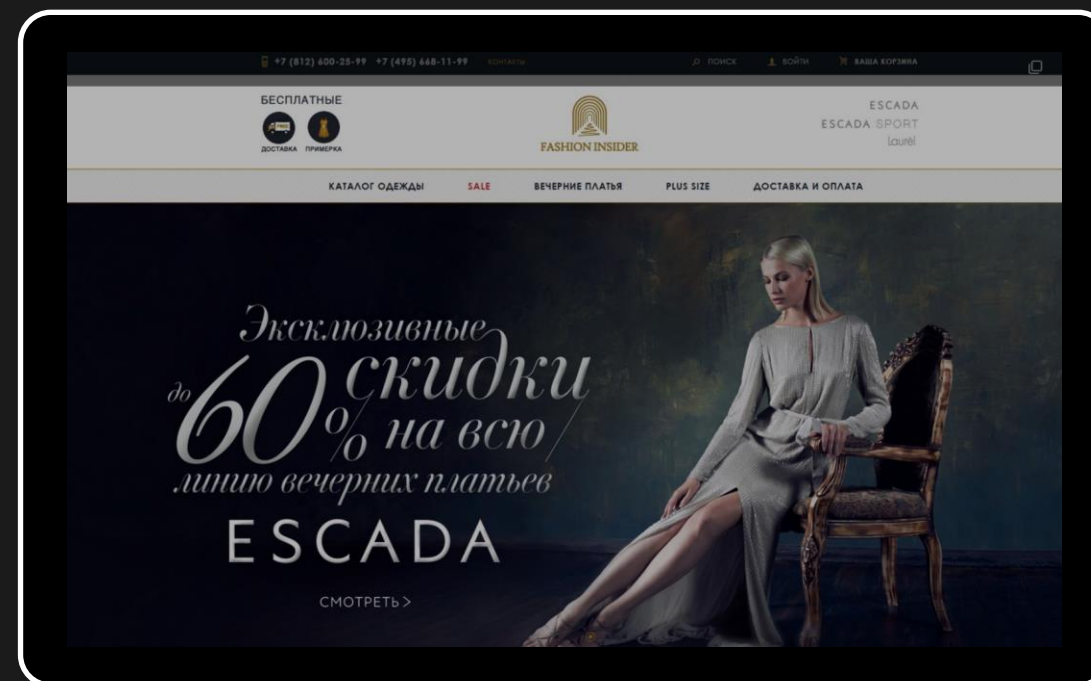 +7 (812) 600-25-99 +7 (495) 668-11-99 КОНТАКТЫ ПОИСК ВОЙТИ ВАША КОРЗИНА
БЕСПЛАТНЫЕ
ДОСТАВКА ПРИМЕРКА
FASHION INSIDER
ESCADA
ESCADA SPORT
laurèl
КАТАЛОГ ОДЕЖДЫ SALE ВЕЧЕРНИЕ ПЛАТЬЯ PLUS SIZE ДОСТАВКА И ОПЛАТА
Эксклюзивные
до 60% скидки
на всю
линию вечерних платьев
ESCADA
СМОТРЕТЬ >